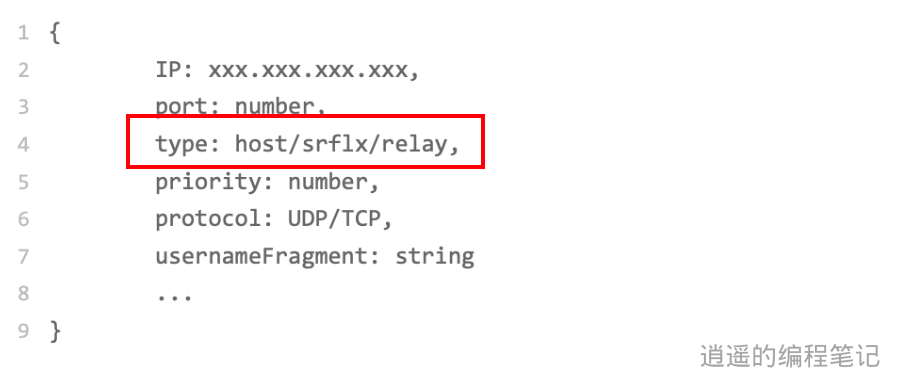 1 {
2 IP: xxx.xxx.xxx.xxx,
3 port: number,
4 type: host/srflx/relay,
5 priority: number,
6 protocol: UDP/TCP,
7 usernameFragment: string
8 ...
9 }
逍遥的编程笔记